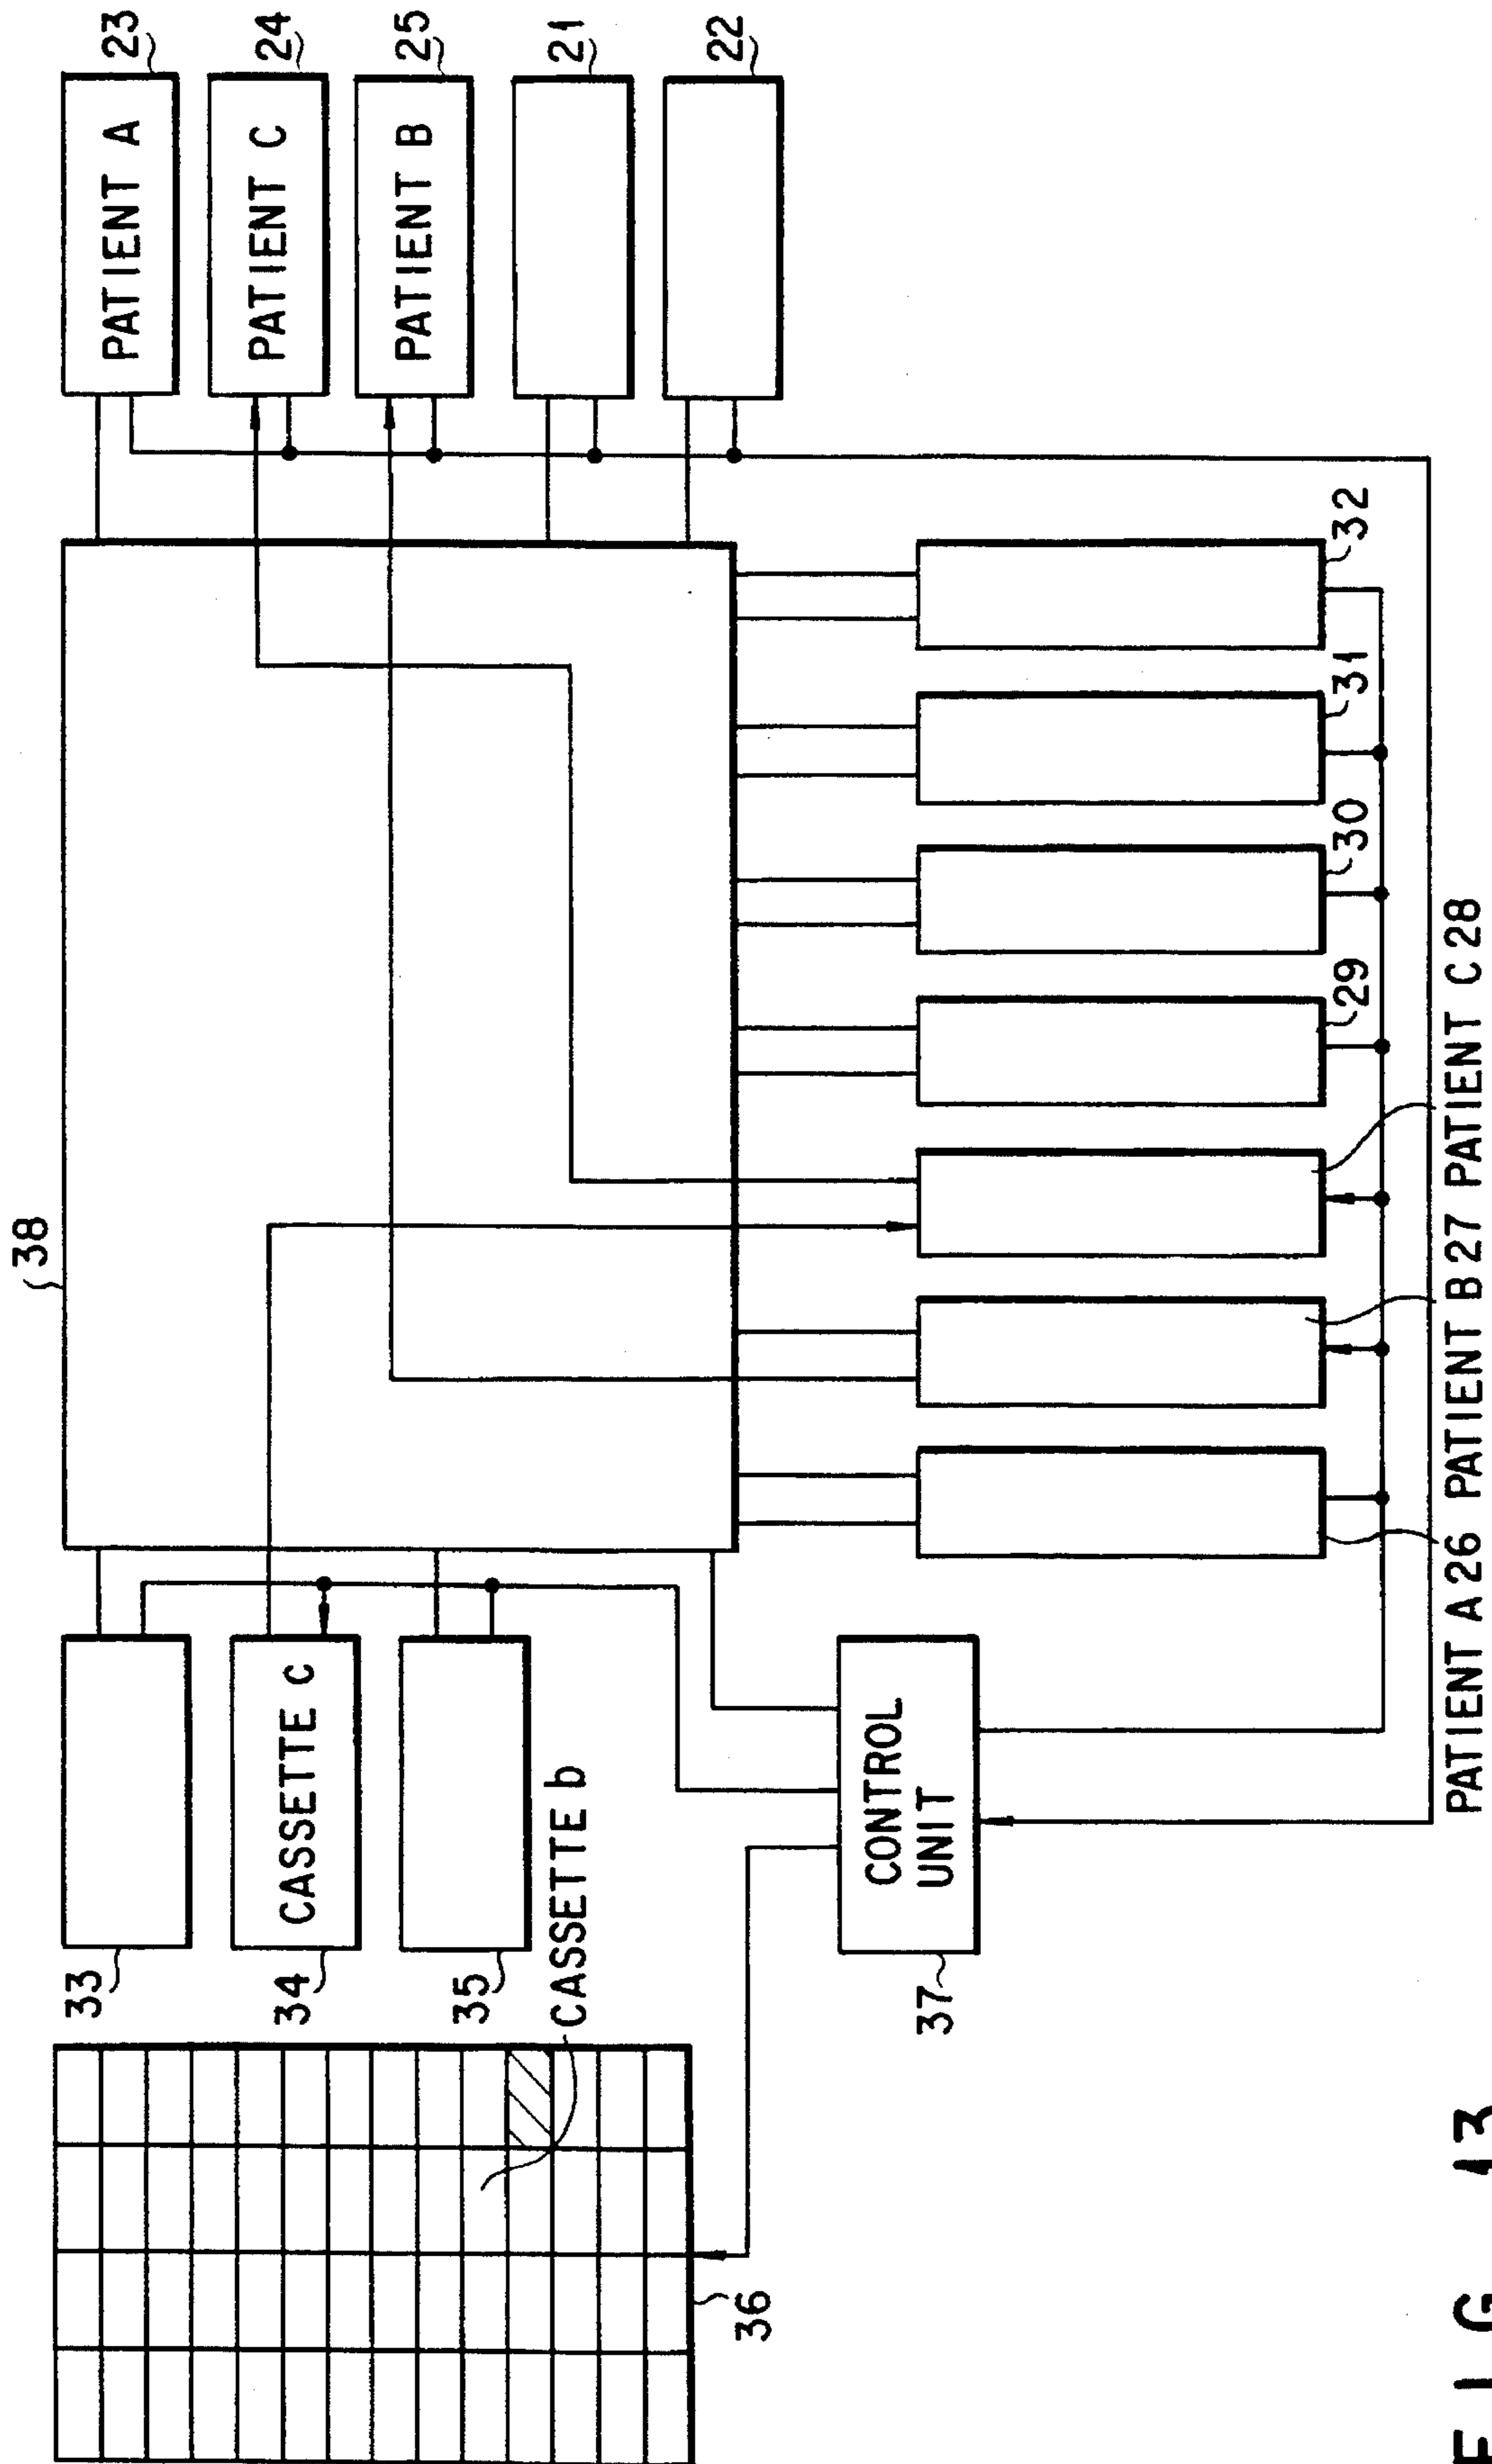 38
PATIENT A
23
PATIENT C
24
PATIENT B
25
21
22
33
CASSETTE c
34
35
CASSETTE b
36
CONTROL
UNIT
37
29
30
31
32
PATIENT A 26 PATIENT B 27 PATIENT C 28
FIG. 13